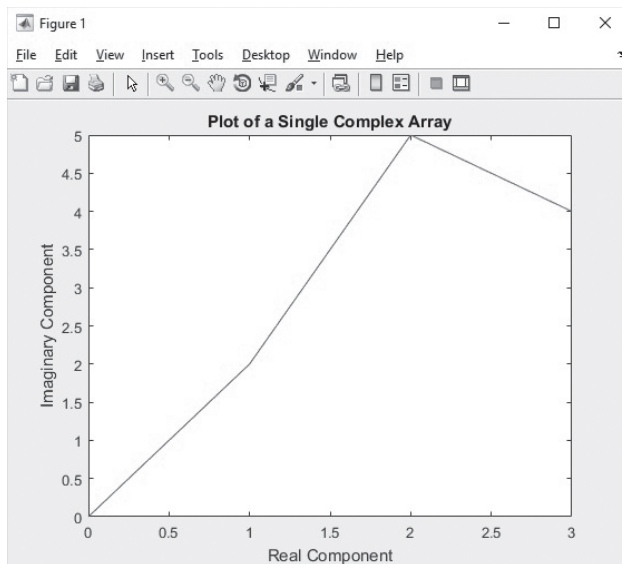 Figure 1
File Edit View Insert Tools Desktop Window Help
Plot of a Single Complex Array
5
4.5
4
3.5
3
2.5
2
1.5
1
0.5
0
Imaginary Component
0 0.5 1 1.5 2 2.5 3
Real Component